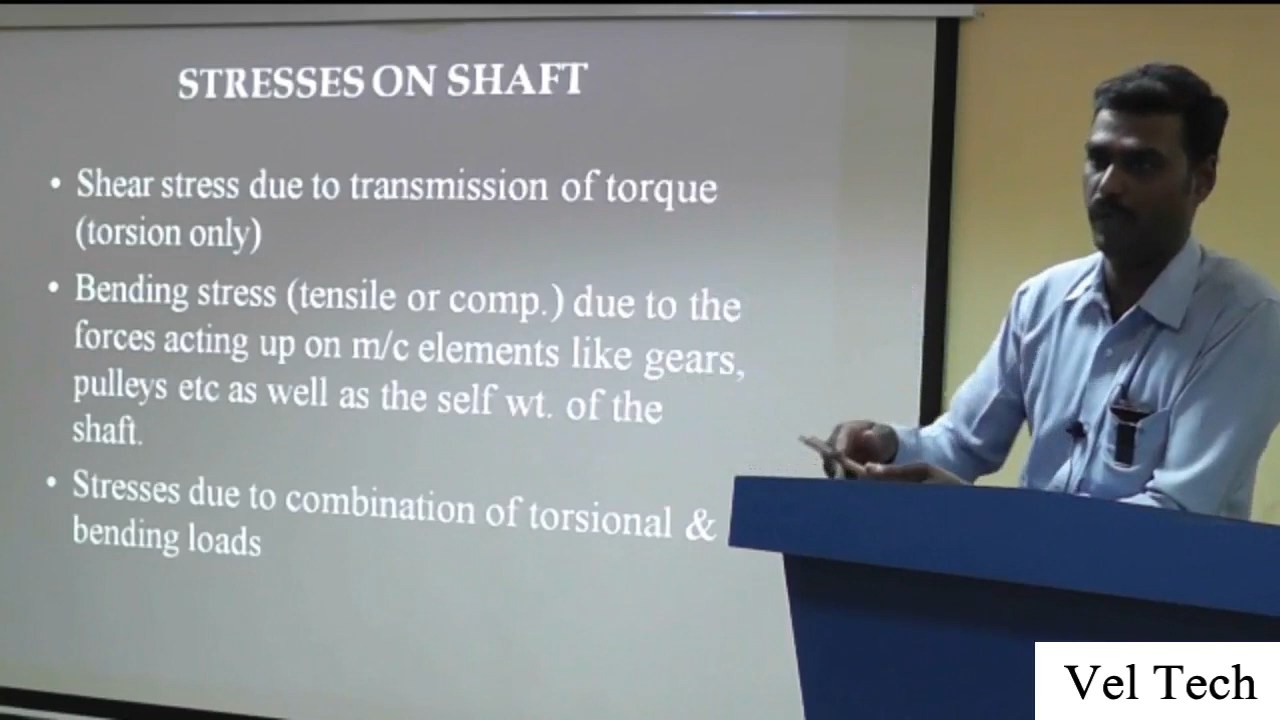 STRESSES ON SHAFT
• Shear stress due to transmission of torque
(torsion only)
• Bending stress (tensile or comp.) due to the
forces acting up on m/c elements like gears,
pulleys etc as well as the self wt. of the
shaft.
• Stresses due to combination of torsional &
bending loads
Vel Tech